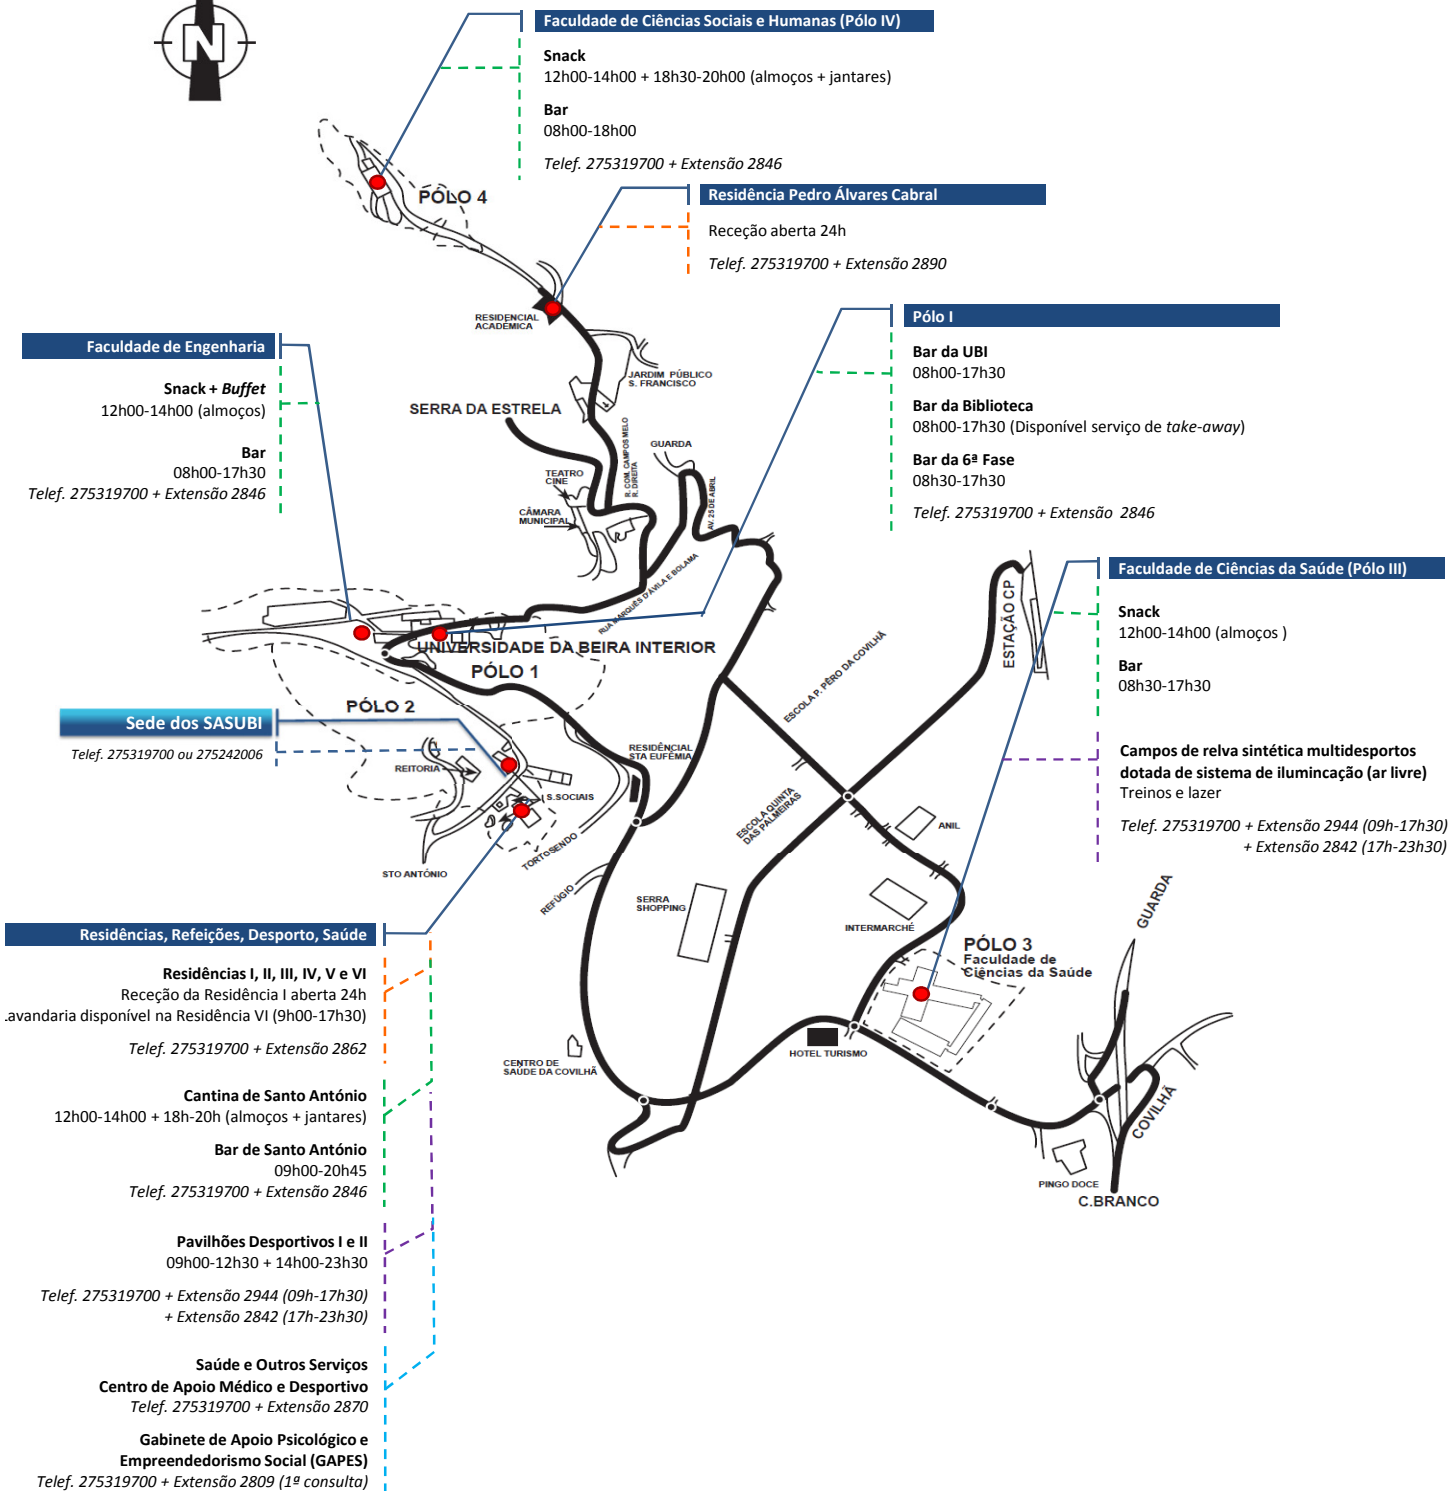 N
Faculdade de Ciências Sociais e Humanas (Pólo IV)
Snack
12h00-14h00 + 18h30-20h00 (almoços + jantares)
Bar
08h00-18h00
Telef. 275319700 + Extensão 2846
PÓLO 4
Residência Pedro Álvares Cabral
Receção aberta 24h
Telef. 275319700 + Extensão 2890
RESIDENCIAL
ACADÉMICA
Pólo I
Bar da UBI
08h00-17h30
Bar da Biblioteca
08h00-17h30 (Disponível serviço de take-away)
Bar da 6ª Fase
08h30-17h30
Telef. 275319700 + Extensão 2846
Faculdade de Engenharia
Snack + Buffet
12h00-14h00 (almoços)
Bar
08h00-17h30
Telef. 275319700 + Extensão 2846
JARDIM PÚBLICO
S. FRANCISCO
SERRA DA ESTRELA
R. COM. CAMPOS MELO
R. DIREITA
GUARDA
TEATRO
CINE
CÂMARA
MUNICIPAL
AV. 25 DE ABRIL
RUA MARQUÊS D'ÁVILA E BOLAMA
Faculdade de Ciências da Saúde (Pólo III)
Snack
12h00-14h00 (almoços )
Bar
08h30-17h30
Campos de relva sintética multidesportos
dotada de sistema de ilumincação (ar livre)
Treinos e lazer
Telef. 275319700 + Extensão 2944 (09h-17h30)
+ Extensão 2842 (17h-23h30)
ESTAÇÃO CP
UNIVERSIDADE DA BEIRA INTERIOR
PÓLO 1
ESCOLA P. PÊRO DA COVILHÃ
PÓLO 2
Sede dos SASUBI
Telef. 275319700 ou 275242006
REITORIA
S.SOCIAIS
RESIDÊNCIAL
STA EUFÉMIA
ESCOLA QUINTA
DAS PALMEIRAS
ANIL
TORTOSENDO
STO ANTÓNIO
REFÚGIO
SERRA
SHOPPING
INTERMARCHÉ
GUARDA
PÓLO 3
Faculdade de
Ciências da Saúde
Residências, Refeições, Desporto, Saúde
Residências I, II, III, IV, V e VI
Receção da Residência I aberta 24h
.avandaria disponível na Residência VI (9h00-17h30)
Telef. 275319700 + Extensão 2862
HOTEL TURISMO
CENTRO DE
SAÚDE DA COVILHÃ
COVILHÃ
PINGO DOCE
C.BRANCO
Cantina de Santo António
12h00-14h00 + 18h-20h (almoços + jantares)
Bar de Santo António
09h00-20h45
Telef. 275319700 + Extensão 2846
Pavilhões Desportivos I e II
09h00-12h30 + 14h00-23h30
Telef. 275319700 + Extensão 2944 (09h-17h30)
+ Extensão 2842 (17h-23h30)
Saúde e Outros Serviços
Centro de Apoio Médico e Desportivo
Telef. 275319700 + Extensão 2870
Gabinete de Apoio Psicológico e
Empreendedorismo Social (GAPES)
Telef. 275319700 + Extensão 2809 (1ª consulta)